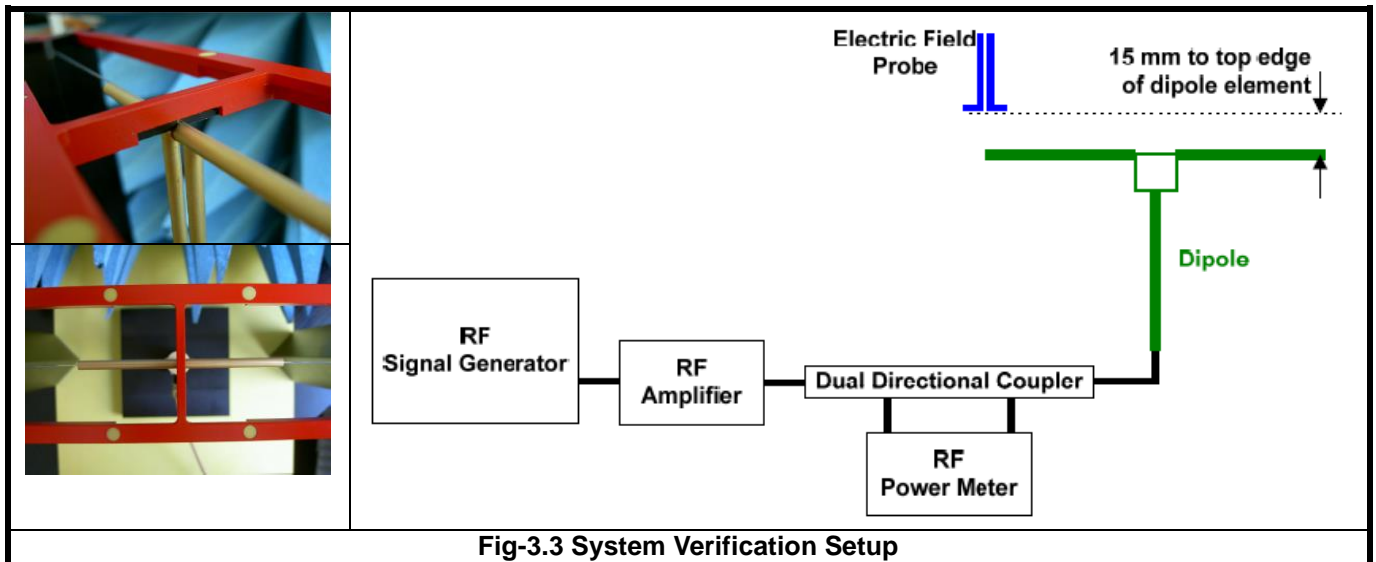 Electric Field
Probe
15 mm to top edge
of dipole element
Dipole
RF
Signal Generator
RF
Amplifier
Dual Directional Coupler
RF
Power Meter
Fig-3.3 System Verification Setup